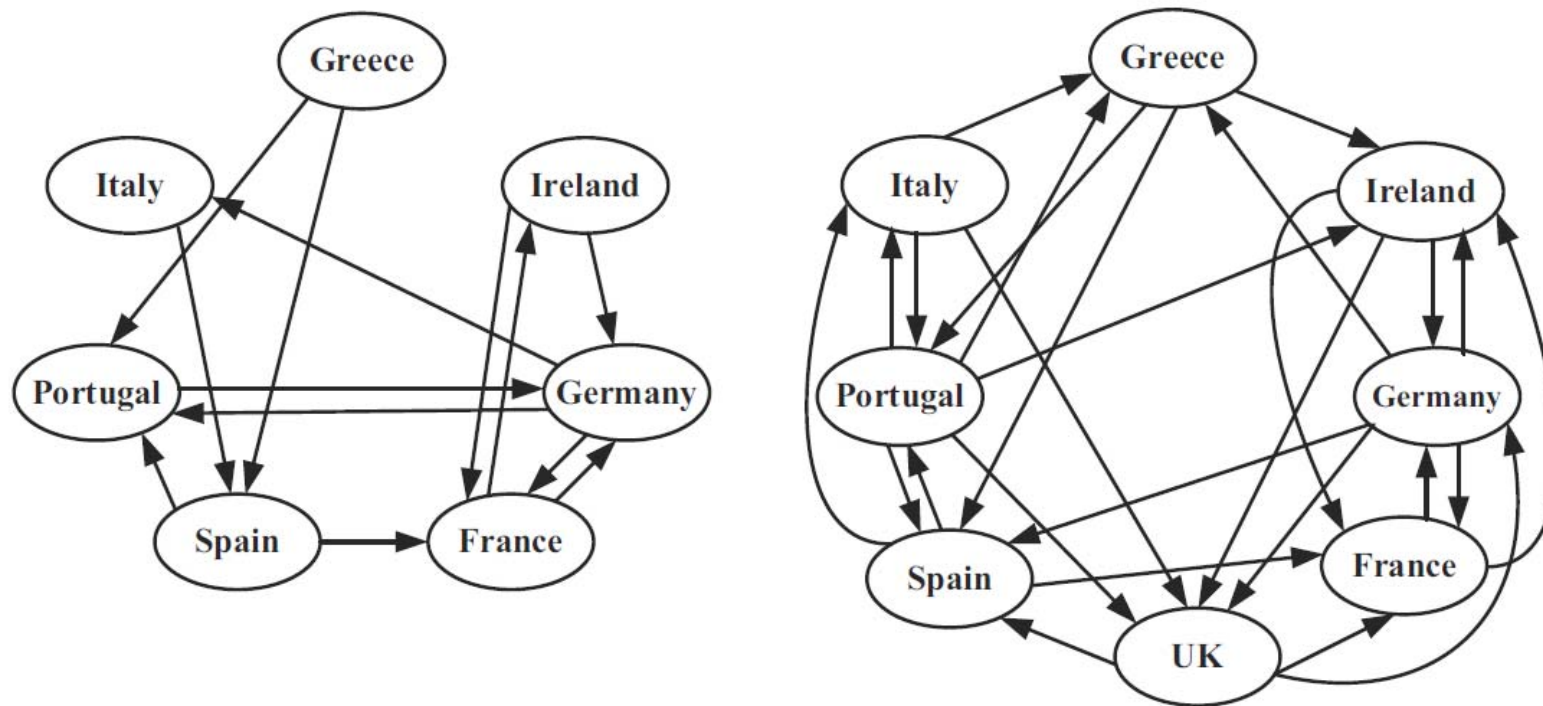 Greece
Italy
Ireland
Portugal
Germany
Spain
France
Greece
Italy
Ireland
Portugal
Germany
Spain
France
UK